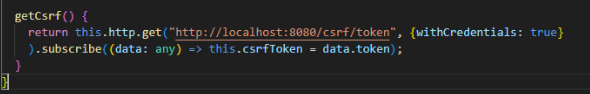 getCsrf() {
return this.http.get("http://localhost:8080/csrf/token", {withCredentials: true}
).subscribe((data: any) => this.csrfToken = data.token);
}
}